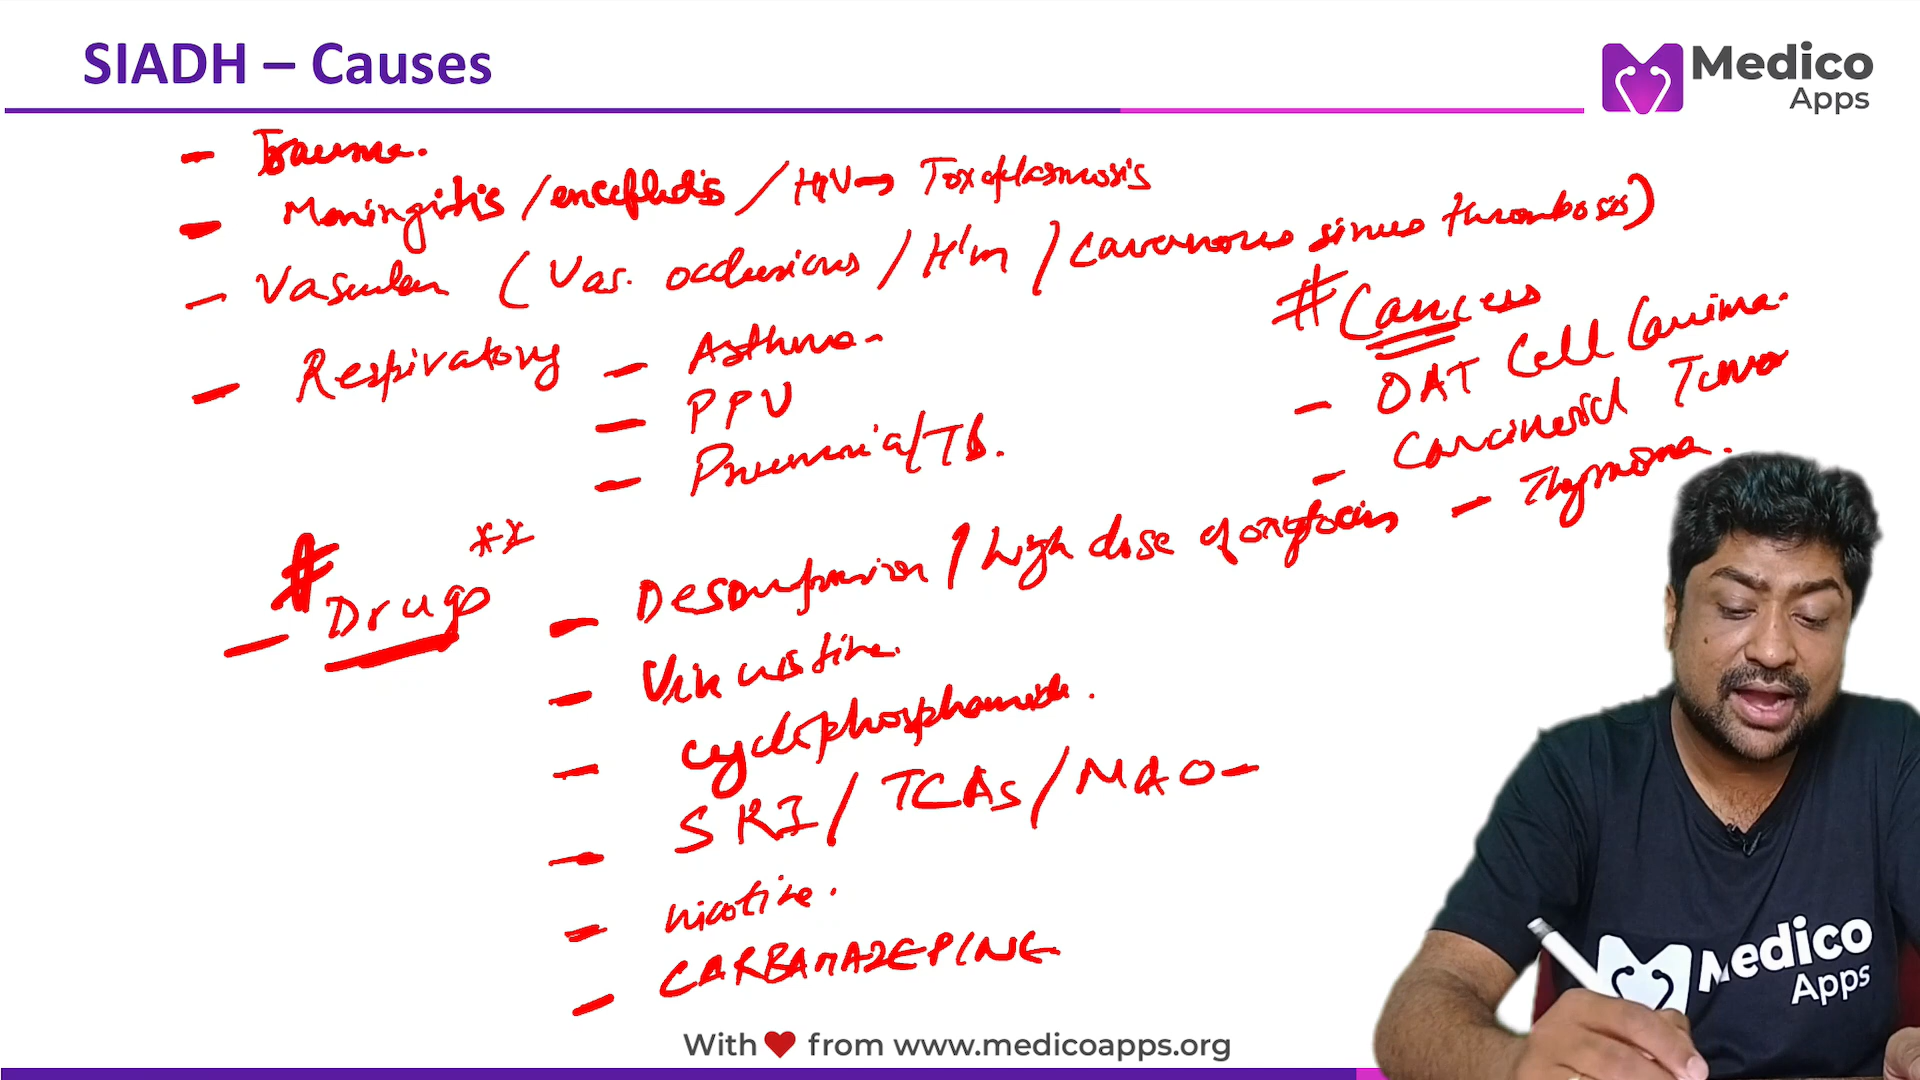 SIADH – Causes
Medico
Apps
- Trauma.
- Meningitis / encephalitis / HIV → Toxoplasmosis
- Vascular ( Vas. occlusions / H'm / Cavernous sinus thrombosis)
- Respiratory - Asthma -
- PPV
- Pneumonia/TB.
# Cancers
- OAT Cell Carcinoma.
- Carcinoid Tumor
- Thymoma.
# Drugs **
- Desmopressin / high dose of oxytocin
- Vincristine.
- cyclophosphamide.
- SRI / TCAs / MAO-
- nicotine.
- CARBAMAZEPINE
Medico
Apps
With ❤ from www.medicoapps.org